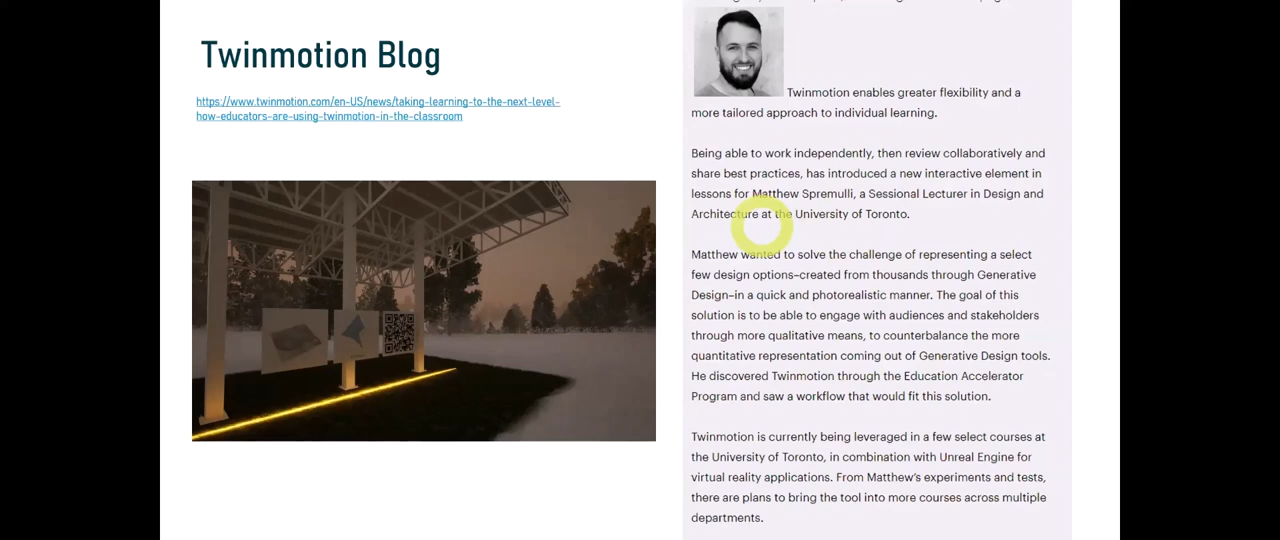 Twinmotion Blog
https://www.twinmotion.com/en-US/news/taking-learning-to-the-next-level-
how-educators-are-using-twinmotion-in-the-classroom
Twinmotion enables greater flexibility and a
more tailored approach to individual learning.
Being able to work independently, then review collaboratively and
share best practices, has introduced a new interactive element in
lessons for Matthew Spremulli, a Sessional Lecturer in Design and
Architecture at the University of Toronto.
Matthew wanted to solve the challenge of representing a select
few design options–created from thousands through Generative
Design–in a quick and photorealistic manner. The goal of this
solution is to be able to engage with audiences and stakeholders
through more qualitative means, to counterbalance the more
quantitative representation coming out of Generative Design tools.
He discovered Twinmotion through the Education Accelerator
Program and saw a workflow that would fit this solution.
Twinmotion is currently being leveraged in a few select courses at
the University of Toronto, in combination with Unreal Engine for
virtual reality applications. From Matthew's experiments and tests,
there are plans to bring the tool into more courses across multiple
departments.